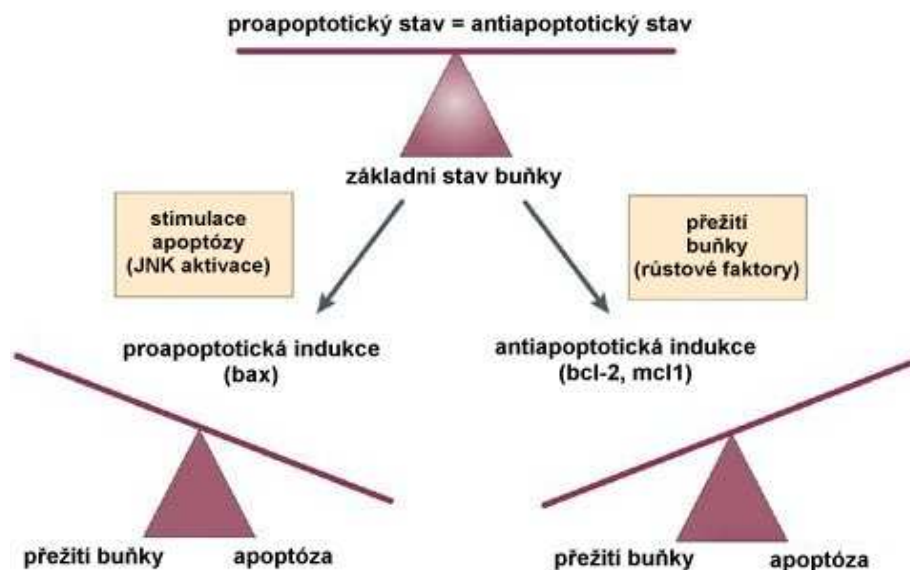 proapoptotický stav = antiapoptotický stav
základni stav buňky
stimulace
apoptózy
(JNK aktivace)
přežití
buňky
(růstové faktory)
proapoptotická indukce
(bax)
antiapoptotická indukce
(bcl-2, mcl1)
přežití buňky
apoptóza
přežití buňky
apoptóza